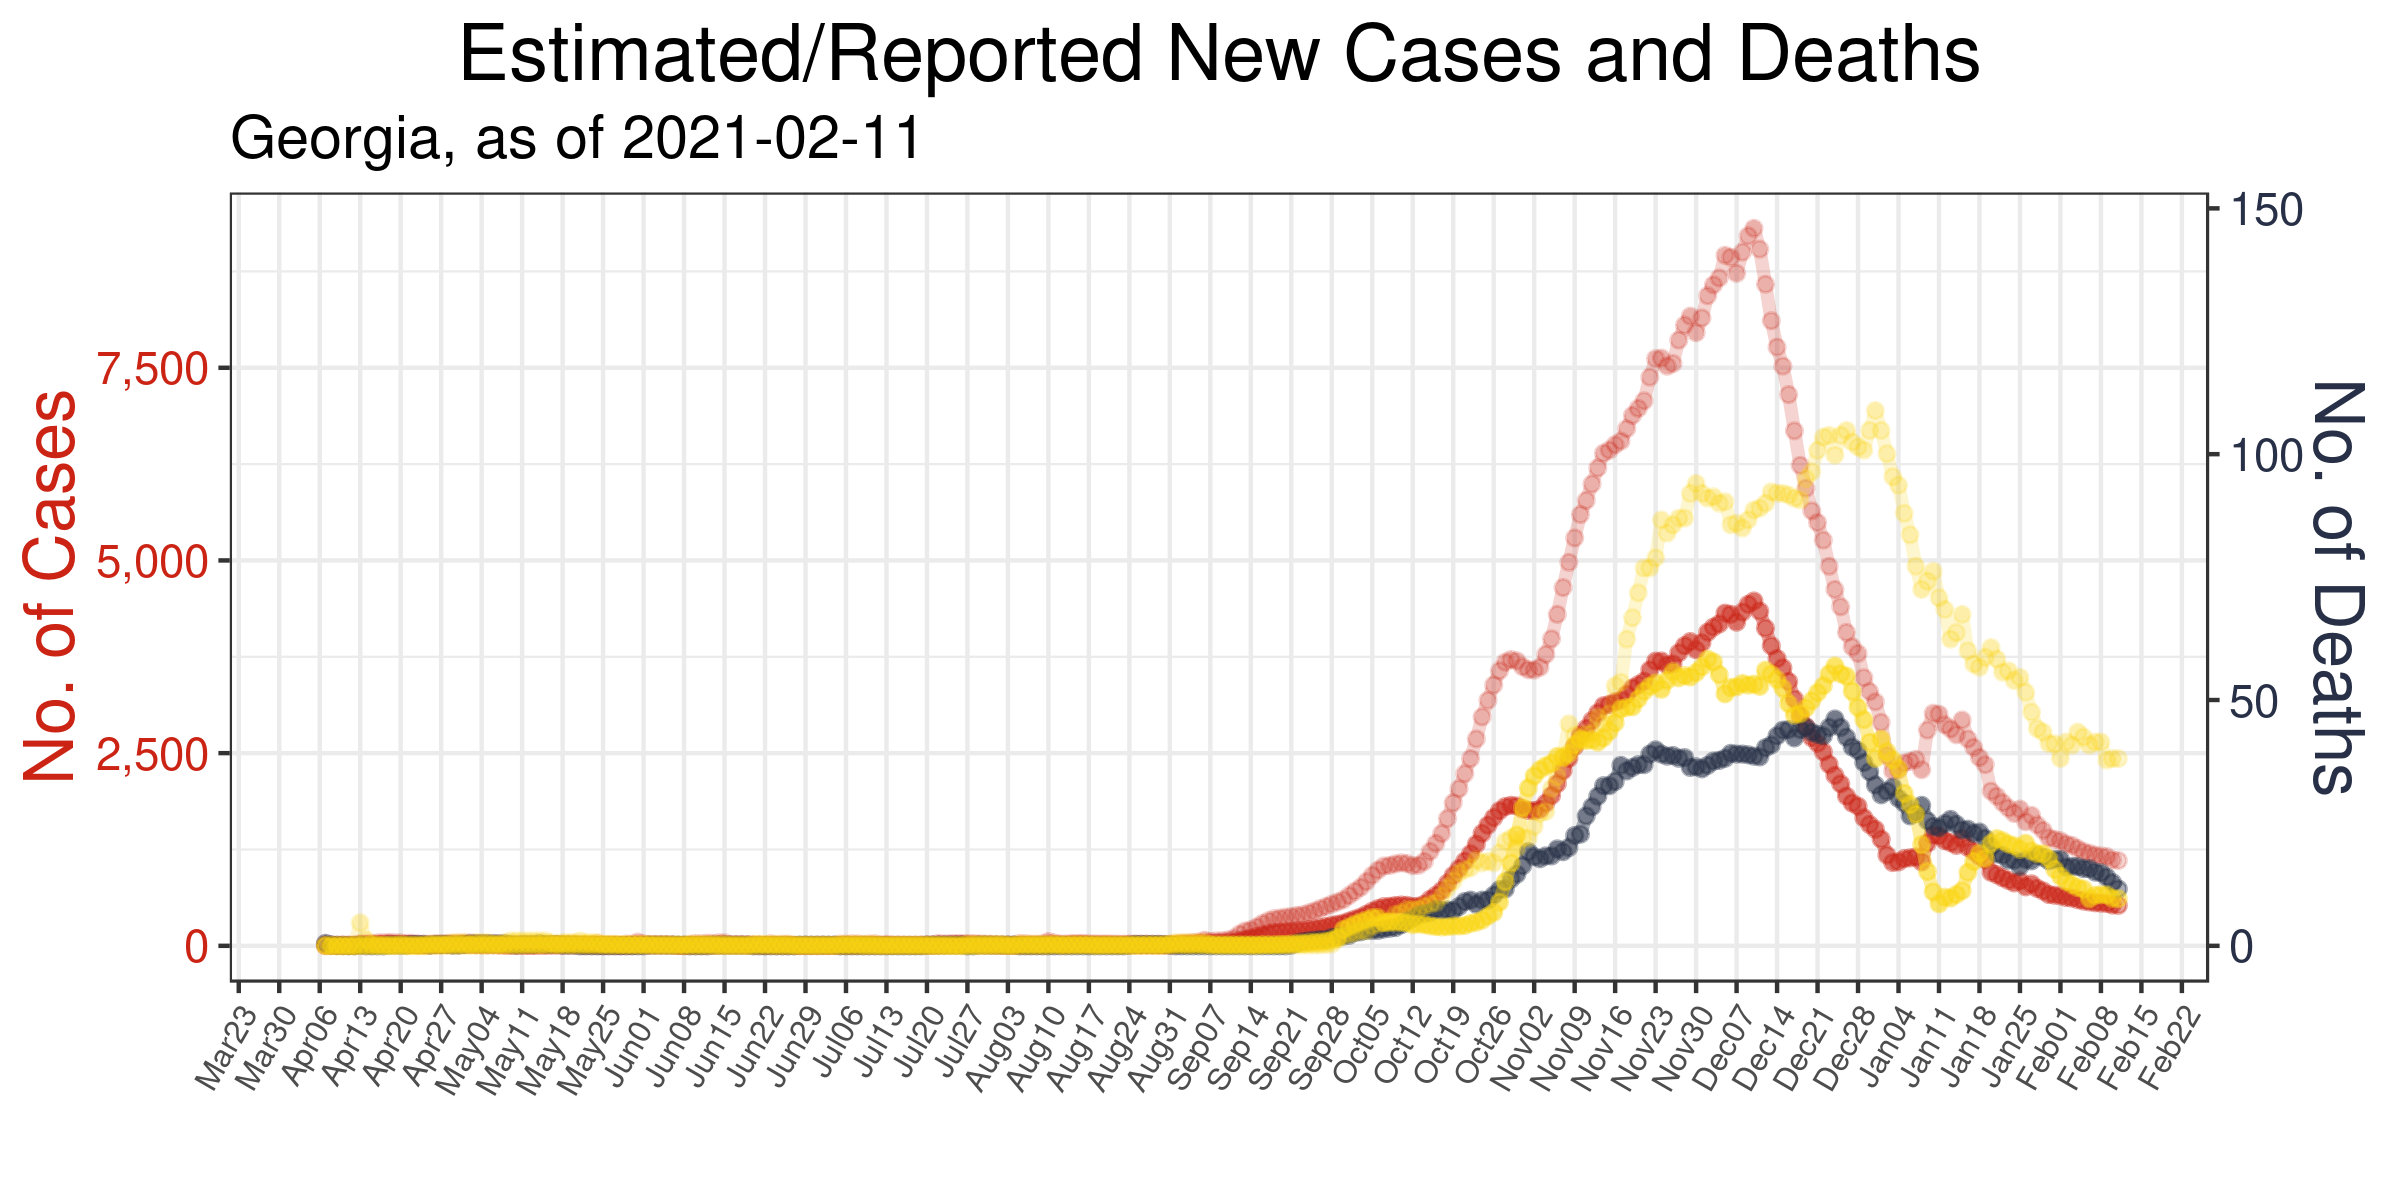 Estimated/Reported New Cases and Deaths
Georgia, as of 2021-02-11
No. of Cases
7,500
5,000
2,500
0
150
100
50
0
No. of Deaths
Mar23
Mar30
Apr06
Apr13
Apr20
Apr27
May04
May11
May18
May25
Jun01
Jun08
Jun15
Jun22
Jun29
Jul06
Jul13
Jul20
Jul27
Aug03
Aug10
Aug17
Aug24
Aug31
Sep07
Sep14
Sep21
Sep28
Oct05
Oct12
Oct19
Oct26
Nov02
Nov09
Nov16
Nov23
Nov30
Dec07
Dec14
Dec21
Dec28
Jan04
Jan11
Jan18
Jan25
Feb01
Feb08
Feb15
Feb22